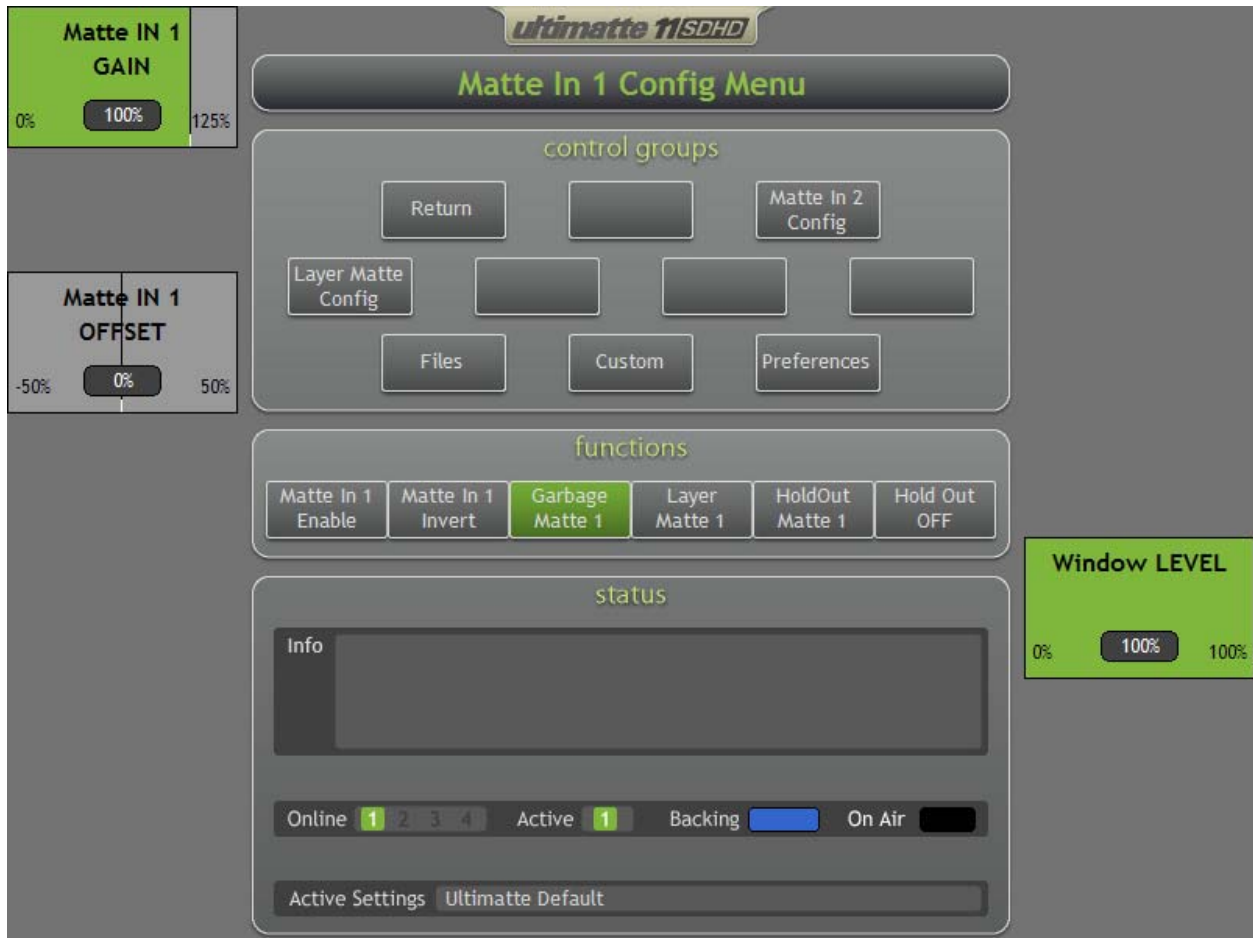 ultimatte 11 SDHD
Matte IN 1
GAIN
0%
100%
125%
Matte In 1 Config Menu
control groups
Return
Matte In 2
Config
Layer Matte
Config
Matte IN 1
OFFSET
-50%
0%
50%
Files
Custom
Preferences
functions
Matte In 1
Enable
Matte In 1
Invert
Garbage
Matte 1
Layer
Matte 1
HoldOut
Matte 1
Hold Out
OFF
Window LEVEL
0%
100%
100%
status
Info
Online 1 2 3 4 Active 1 Backing On Air
Active Settings Ultimatte Default